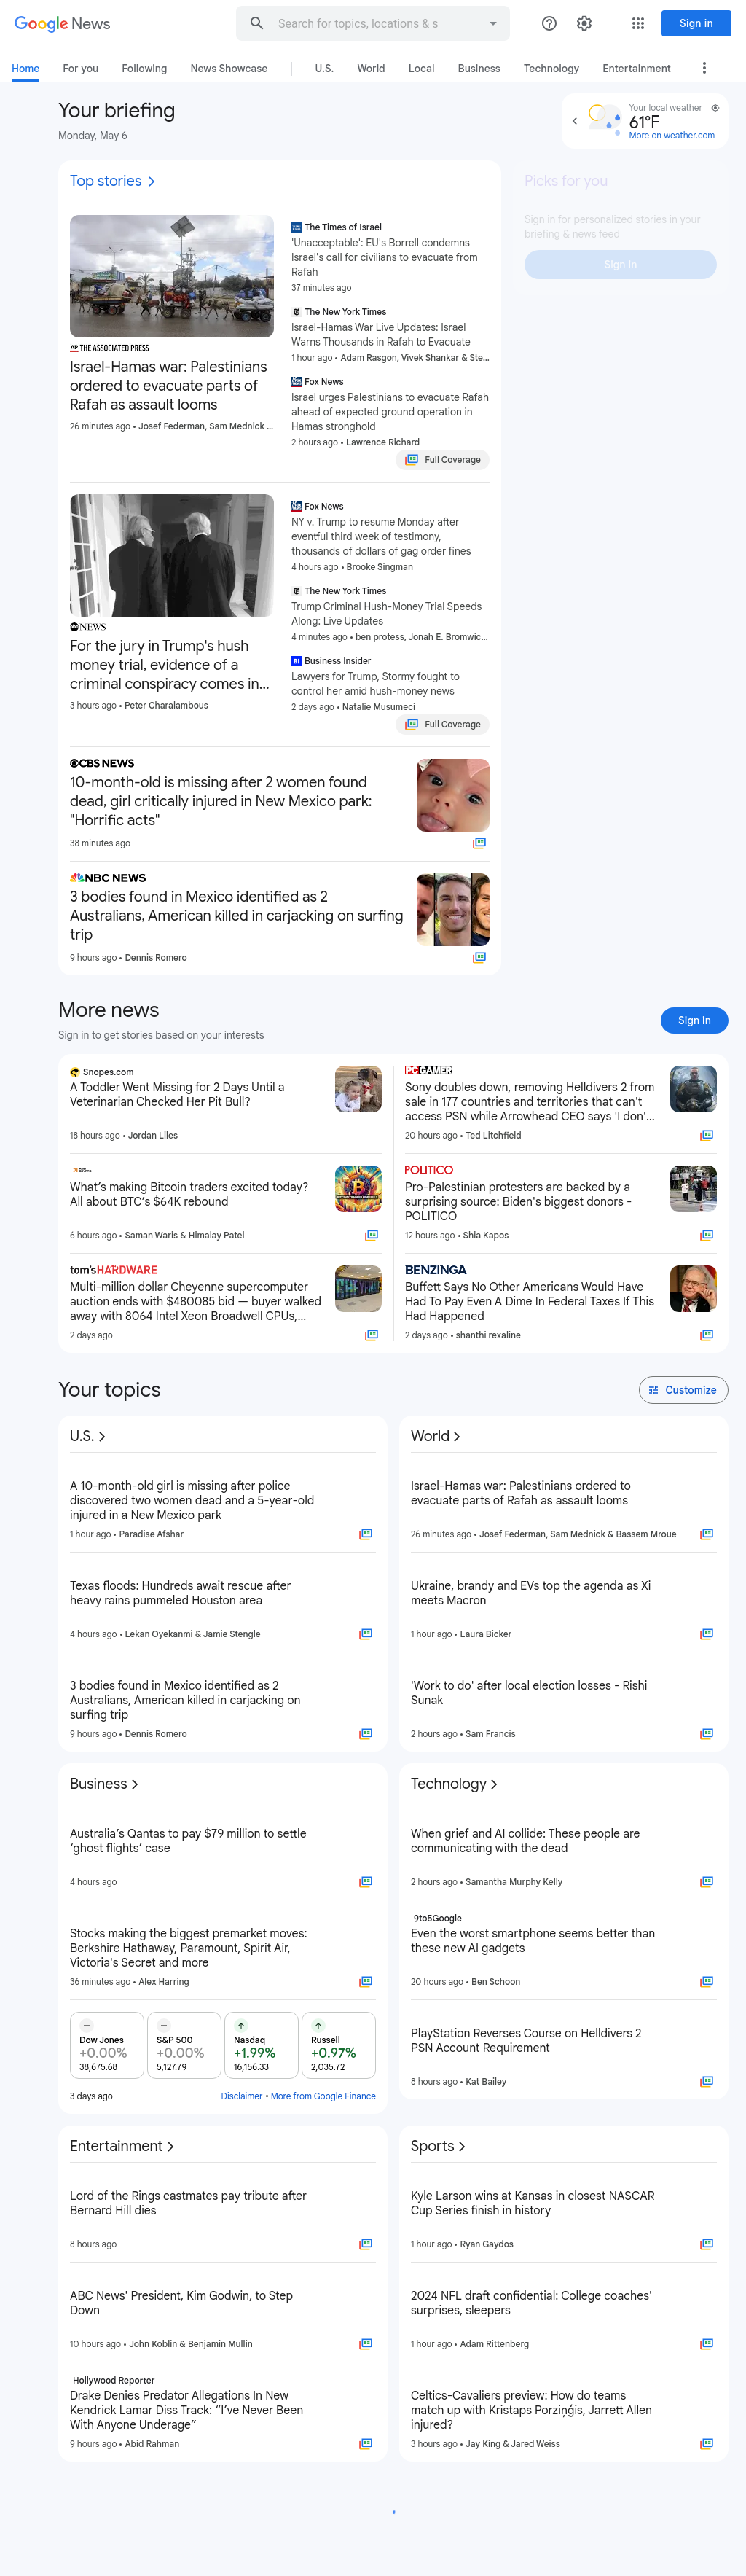 Google News
Search for topics, locations & s
Sign in
Home
For you
Following
News Showcase
U.S.
World
Local
Business
Technology
Entertainment
Your briefing
Monday, May 6
Your local weather
61°F
More on weather.com
Top stories
THE ASSOCIATED PRESS
Israel-Hamas war: Palestinians
ordered to evacuate parts of
Rafah as assault looms
26 minutes ago • Josef Federman, Sam Mednick ...
The Times of Israel
'Unacceptable': EU's Borrell condemns
Israel's call for civilians to evacuate from
Rafah
37 minutes ago
The New York Times
Israel-Hamas War Live Updates: Israel
Warns Thousands in Rafah to Evacuate
1 hour ago • Adam Rasgon, Vivek Shankar & Ste...
Fox News
Israel urges Palestinians to evacuate Rafah
ahead of expected ground operation in
Hamas stronghold
2 hours ago • Lawrence Richard
Full Coverage
Picks for you
Sign in for personalized stories in your
briefing & news feed
Sign in
abc NEWS
For the jury in Trump's hush
money trial, evidence of a
criminal conspiracy comes in...
3 hours ago • Peter Charalambous
Fox News
NY v. Trump to resume Monday after
eventful third week of testimony,
thousands of dollars of gag order fines
4 hours ago • Brooke Singman
The New York Times
Trump Criminal Hush-Money Trial Speeds
Along: Live Updates
4 minutes ago • ben protess, Jonah E. Bromwic...
Business Insider
Lawyers for Trump, Stormy fought to
control her amid hush-money news
2 days ago • Natalie Musumeci
Full Coverage
CBS NEWS
10-month-old is missing after 2 women found
dead, girl critically injured in New Mexico park:
"Horrific acts"
38 minutes ago
NBC NEWS
3 bodies found in Mexico identified as 2
Australians, American killed in carjacking on surfing
trip
9 hours ago • Dennis Romero
More news
Sign in to get stories based on your interests
Sign in
Snopes.com
A Toddler Went Missing for 2 Days Until a
Veterinarian Checked Her Pit Bull?
18 hours ago • Jordan Liles
PC GAMER
Sony doubles down, removing Helldivers 2 from
sale in 177 countries and territories that can't
access PSN while Arrowhead CEO says 'I don'...
20 hours ago • Ted Litchfield
What's making Bitcoin traders excited today?
All about BTC's $64K rebound
6 hours ago • Saman Waris & Himalay Patel
POLITICO
Pro-Palestinian protesters are backed by a
surprising source: Biden's biggest donors -
POLITICO
12 hours ago • Shia Kapos
tom's HARDWARE
Multi-million dollar Cheyenne supercomputer
auction ends with $480085 bid — buyer walked
away with 8064 Intel Xeon Broadwell CPUs,...
2 days ago
BENZINGA
Buffett Says No Other Americans Would Have
Had To Pay Even A Dime In Federal Taxes If This
Had Happened
2 days ago • shanthi rexaline
Your topics
Customize
U.S.
A 10-month-old girl is missing after police
discovered two women dead and a 5-year-old
injured in a New Mexico park
1 hour ago • Paradise Afshar
Texas floods: Hundreds await rescue after
heavy rains pummeled Houston area
4 hours ago • Lekan Oyekanmi & Jamie Stengle
3 bodies found in Mexico identified as 2
Australians, American killed in carjacking on
surfing trip
9 hours ago • Dennis Romero
World
Israel-Hamas war: Palestinians ordered to
evacuate parts of Rafah as assault looms
26 minutes ago • Josef Federman, Sam Mednick & Bassem Mroue
Ukraine, brandy and EVs top the agenda as Xi
meets Macron
1 hour ago • Laura Bicker
'Work to do' after local election losses - Rishi
Sunak
2 hours ago • Sam Francis
Business
Australia's Qantas to pay $79 million to settle
'ghost flights' case
4 hours ago
Stocks making the biggest premarket moves:
Berkshire Hathaway, Paramount, Spirit Air,
Victoria's Secret and more
36 minutes ago • Alex Harring
Dow Jones
+0.00%
38,675.68
S&P 500
+0.00%
5,127.79
Nasdaq
+1.99%
16,156.33
Russell
+0.97%
2,035.72
3 days ago
Disclaimer • More from Google Finance
Technology
When grief and AI collide: These people are
communicating with the dead
2 hours ago • Samantha Murphy Kelly
9to5Google
Even the worst smartphone seems better than
these new AI gadgets
20 hours ago • Ben Schoon
PlayStation Reverses Course on Helldivers 2
PSN Account Requirement
8 hours ago • Kat Bailey
Entertainment
Lord of the Rings castmates pay tribute after
Bernard Hill dies
8 hours ago
ABC News' President, Kim Godwin, to Step
Down
10 hours ago • John Koblin & Benjamin Mullin
Hollywood Reporter
Drake Denies Predator Allegations In New
Kendrick Lamar Diss Track: "I've Never Been
With Anyone Underage"
9 hours ago • Abid Rahman
Sports
Kyle Larson wins at Kansas in closest NASCAR
Cup Series finish in history
1 hour ago • Ryan Gaydos
2024 NFL draft confidential: College coaches'
surprises, sleepers
1 hour ago • Adam Rittenberg
Celtics-Cavaliers preview: How do teams
match up with Kristaps Porziņģis, Jarrett Allen
injured?
3 hours ago • Jay King & Jared Weiss